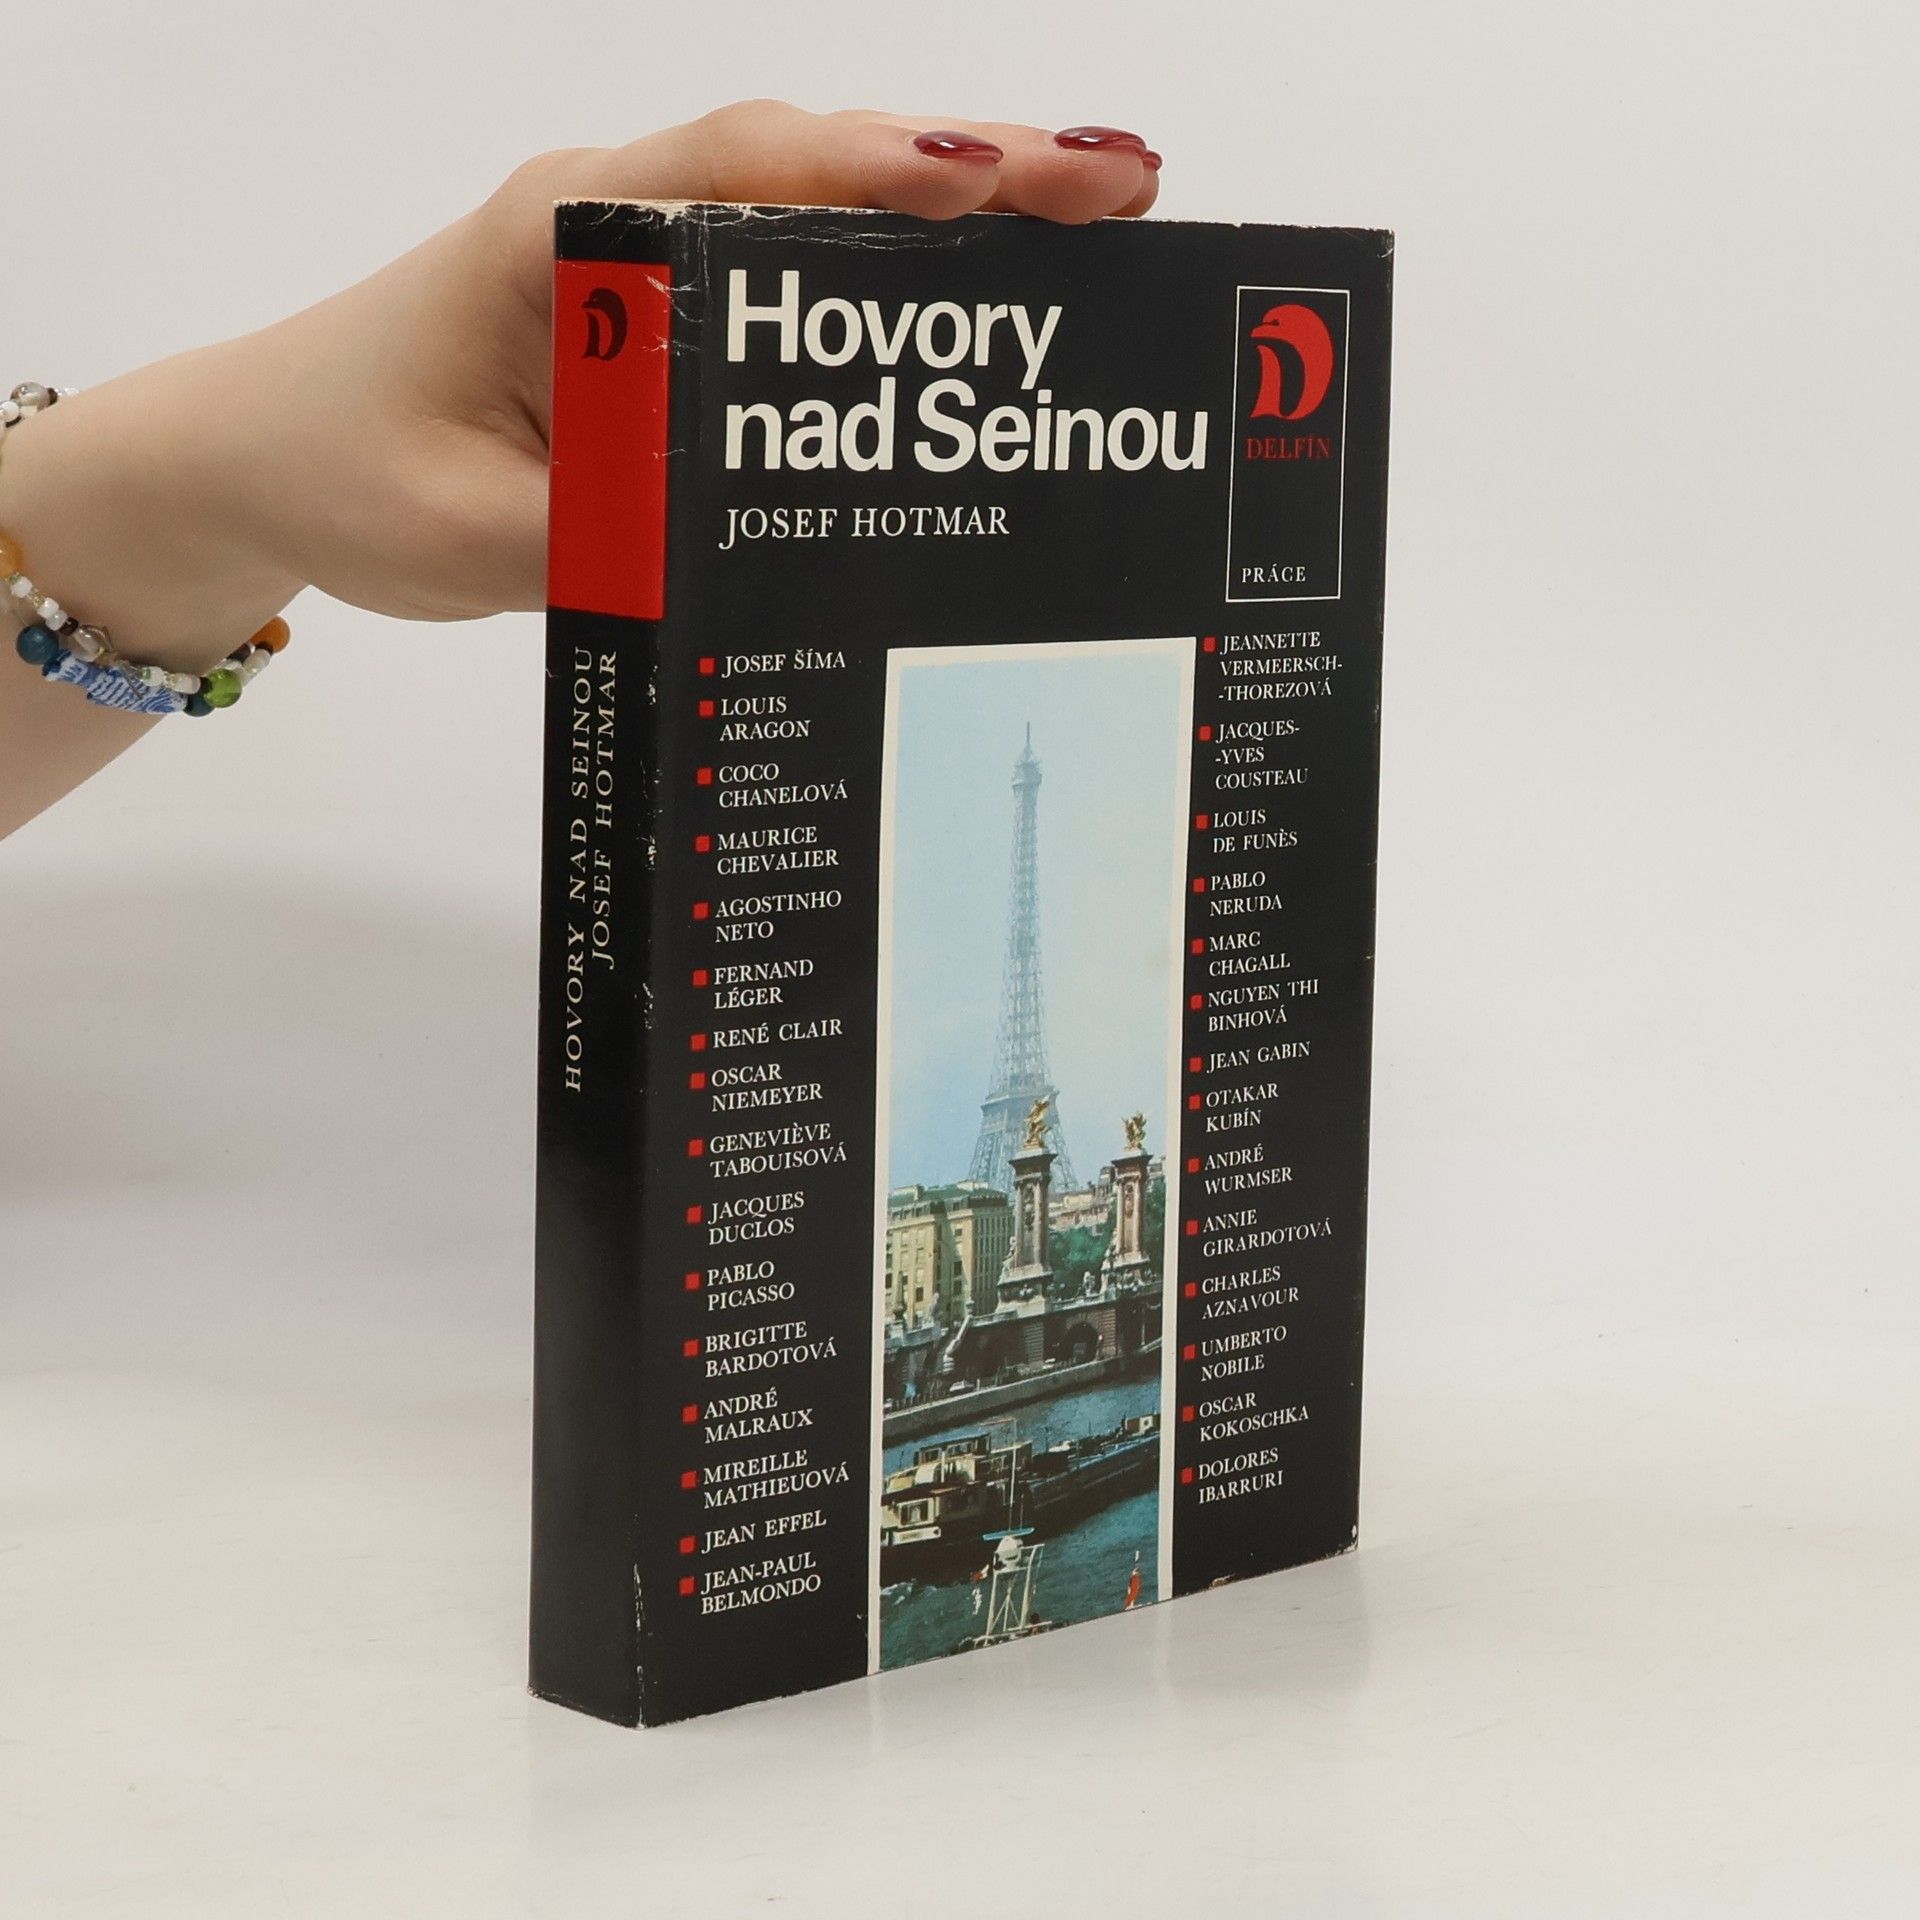 Hovory
nad Seinou
JOSEF HOTMAR
DELFÍN
PRÁCE
JOSEF ŠÍMA
LOUIS
ARAGON
COCO
CHANELOVÁ
MAURICE
CHEVALIER
AGOSTINHO
NETO
FERNAND
LÉGER
RENÉ CLAIR
OSCAR
NIEMEYER
GENEVIÈVE
TABOUISOVÁ
JACQUES
DUCLOS
PABLO
PICASSO
BRIGITTE
BARDOTOVÁ
ANDRÉ
MALRAUX
MIREILLE
MATHIEUOVÁ
JEAN EFFEL
JEAN-PAUL
BELMONDO
JEANNETTE
VERMEERSCH-
-THOREZOVÁ
JACQUES-
-YVES
COUSTEAU
LOUIS
DE FUNÈS
PABLO
NERUDA
MARC
CHAGALL
NGUYEN THI
BINHOVÁ
JEAN GABIN
OTAKAR
KUBÍN
ANDRÉ
WURMSER
ANNIE
GIRARDOTOVÁ
CHARLES
AZNAVOUR
UMBERTO
NOBILE
OSCAR
KOKOSCHKA
DOLORES
IBARRURI
HOVORY NAD SEINOU
JOSEF HOTMAR